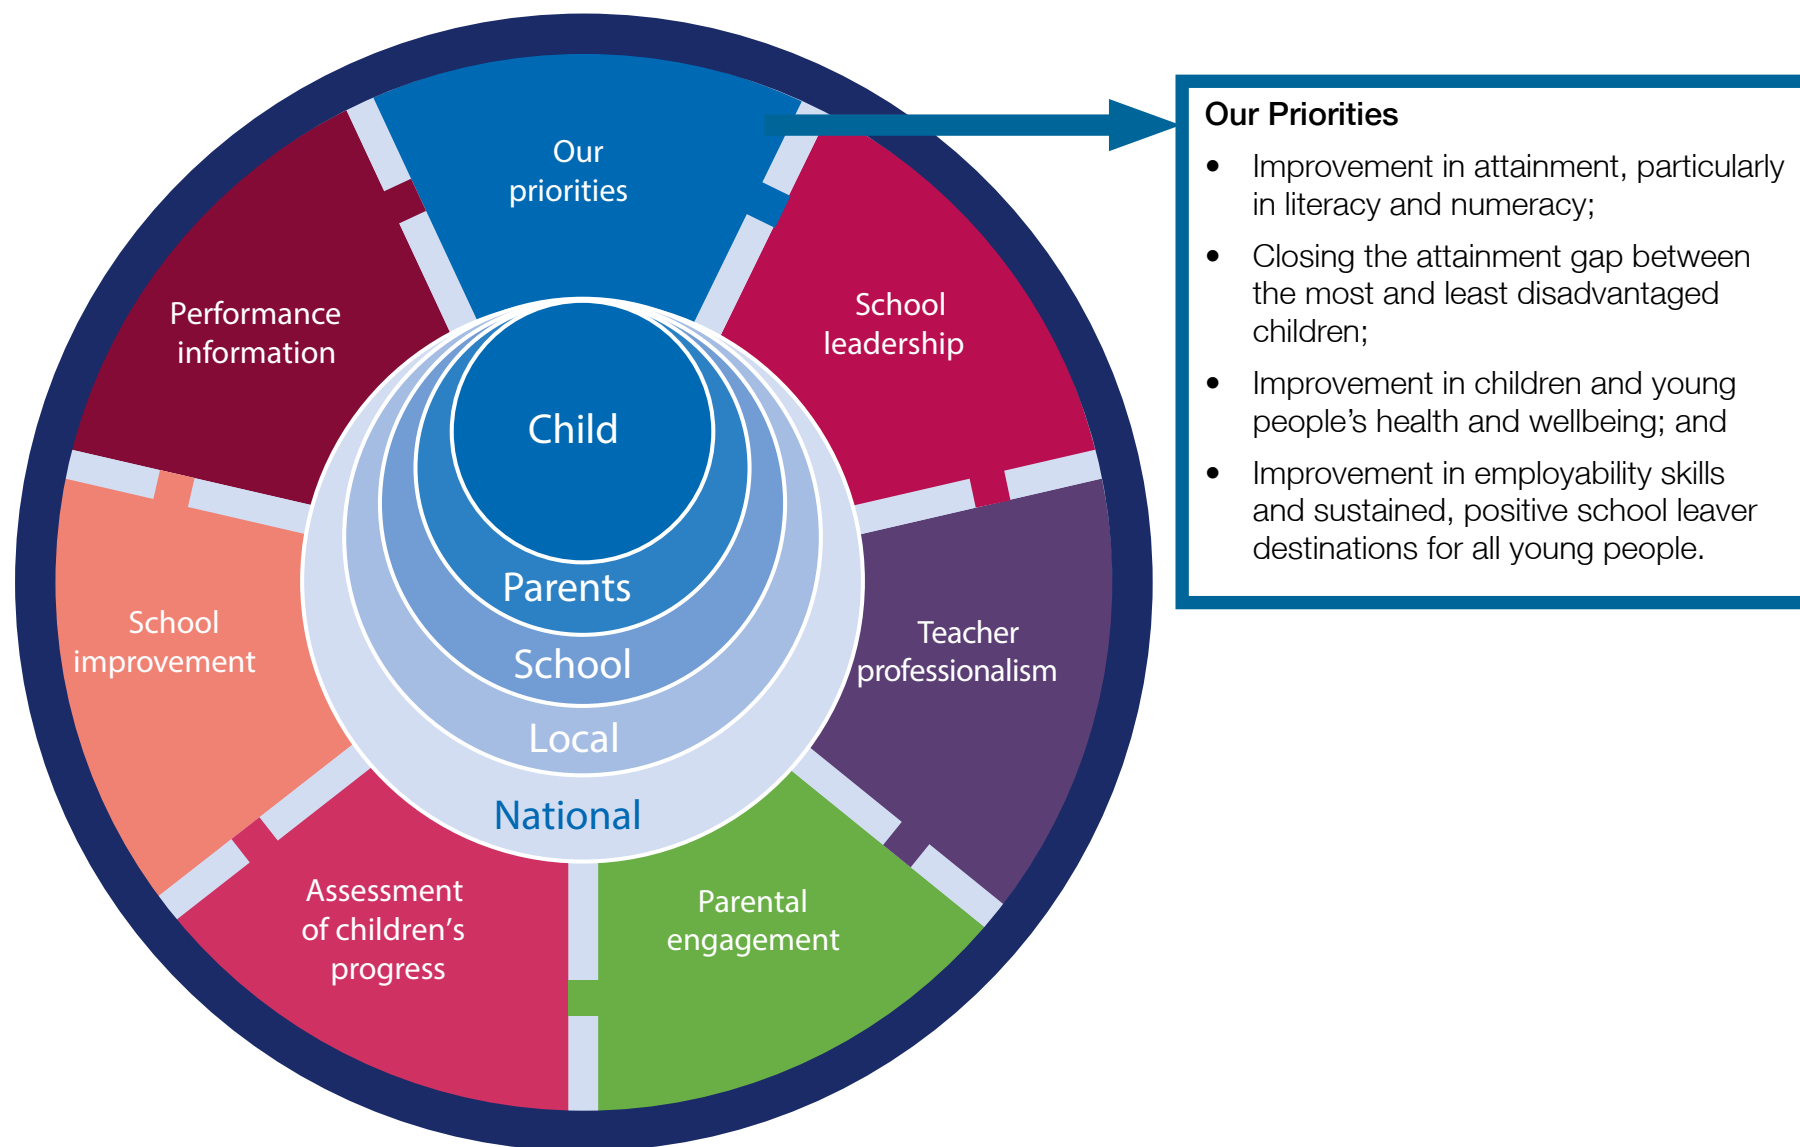 Our
priorities
School
leadership
Teacher
professionalism
Parental
engagement
Assessment
of children’s
progress
School
improvement
Performance
information
Child
Parents
School
Local
National
Our Priorities
• Improvement in attainment, particularly
in literacy and numeracy;
• Closing the attainment gap between
the most and least disadvantaged
children;
• Improvement in children and young
people’s health and wellbeing; and
• Improvement in employability skills
and sustained, positive school leaver
destinations for all young people.